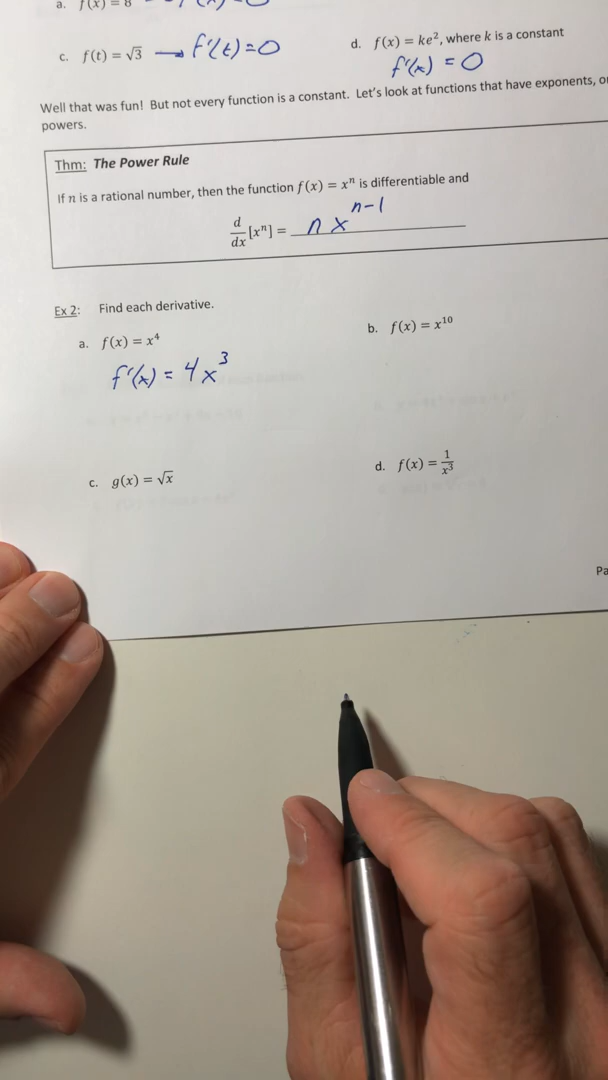 a. f(x) = 8
c. f(t) = √3 → f'(t) = 0
d. f(x) = ke², where k is a constant
f'(x) = 0
Well that was fun! But not every function is a constant. Let's look at functions that have exponents, or
powers.
Thm: The Power Rule
If n is a rational number, then the function f(x) = xⁿ is differentiable and
d/dx [xⁿ] = n xⁿ⁻¹
Ex 2: Find each derivative.
a. f(x) = x⁴
f'(x) = 4x³
b. f(x) = x¹⁰
c. g(x) = √x
d. f(x) = 1/x³